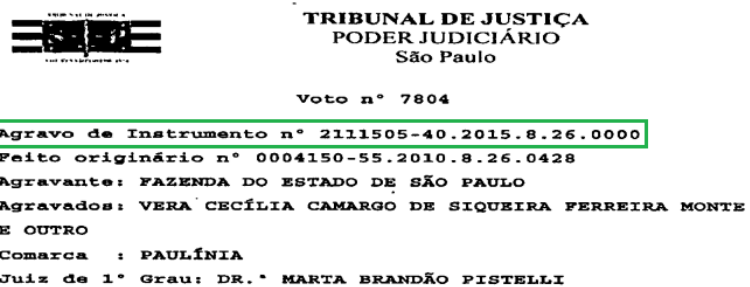 TRIBUNAL DE JUSTIÇA
PODER JUDICIÁRIO
São Paulo
Voto nº 7804
Agravo de Instrumento nº 2111505-40.2015.8.26.0000
Feito originário nº 0004150-55.2010.8.26.0428
Agravante: FAZENDA DO ESTADO DE SÃO PAULO
Agravados: VERA CECÍLIA CAMARGO DE SIQUEIRA FERREIRA MONTE
E OUTRO
Comarca : PAULÍNIA
Juiz de 1º Grau: DR.ª MARTA BRANDÃO PISTELLI